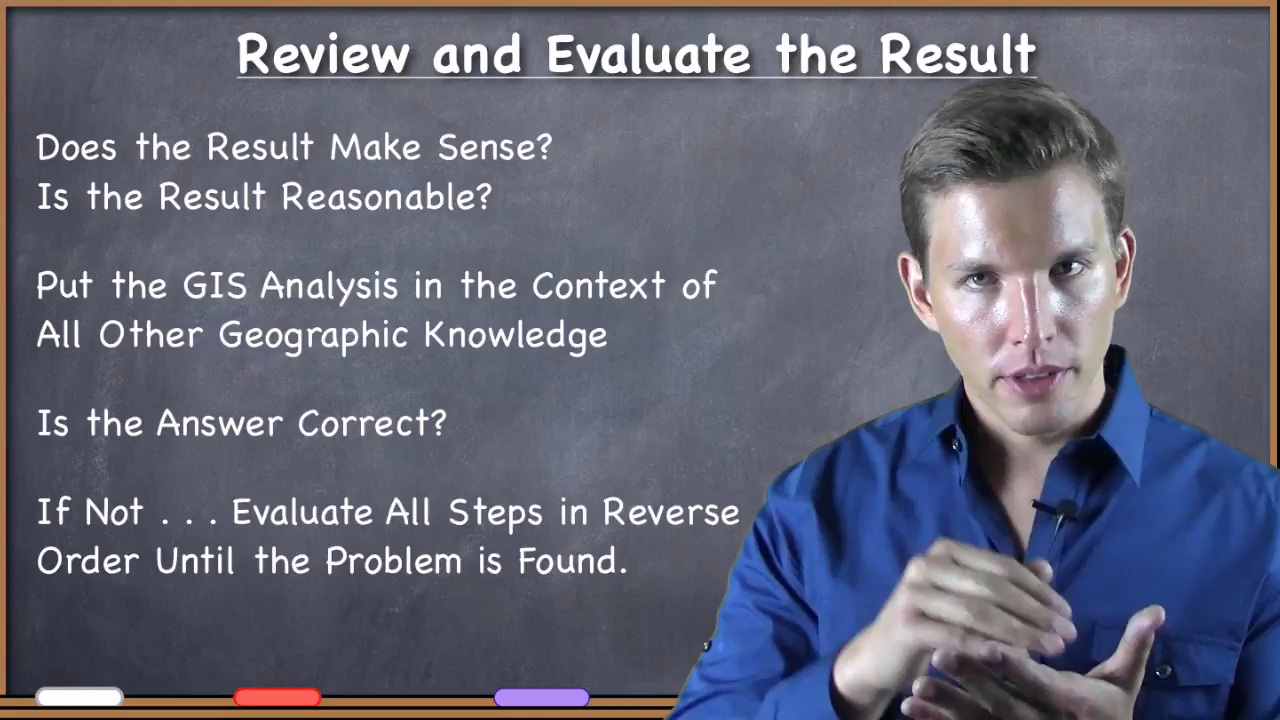 Review and Evaluate the Result
Does the Result Make Sense?
Is the Result Reasonable?
Put the GIS Analysis in the Context of
All Other Geographic Knowledge
Is the Answer Correct?
If Not . . . Evaluate All Steps in Reverse
Order Until the Problem is Found.